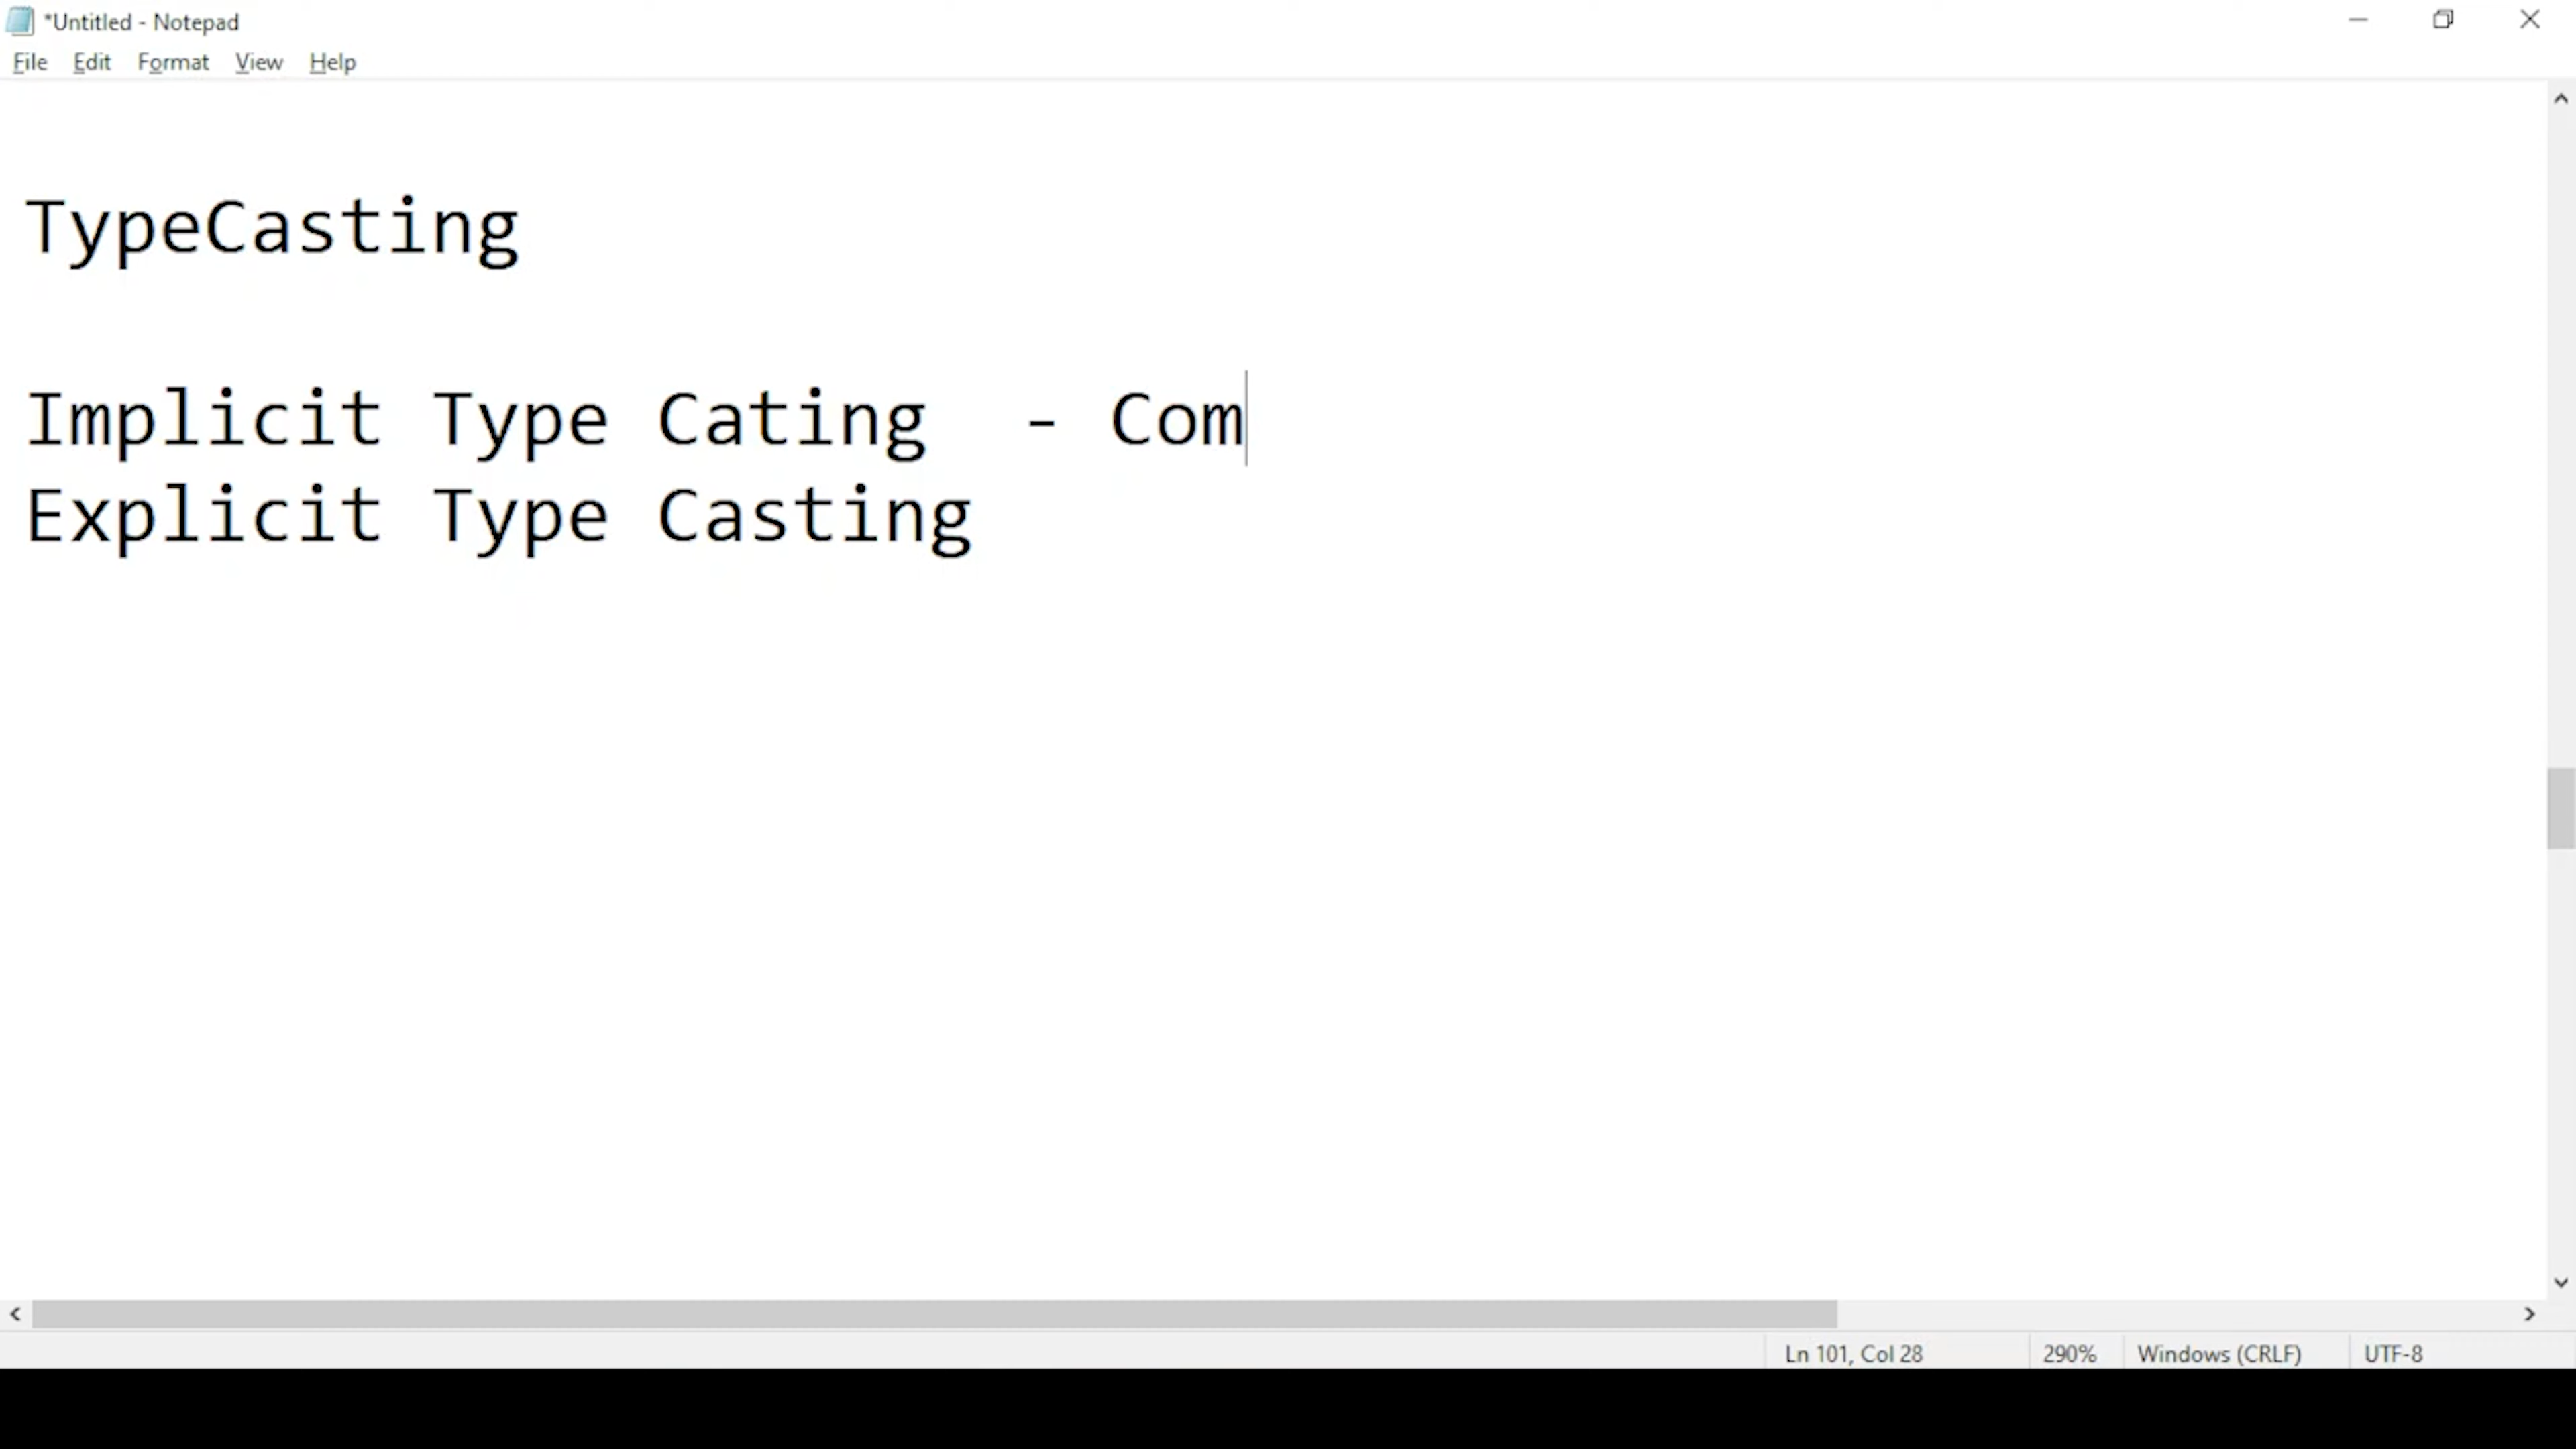 *Untitled - Notepad
File Edit Format View Help
TypeCasting
Implicit Type Cating  - Com
Explicit Type Casting
Ln 101, Col 28 290% Windows (CRLF) UTF-8